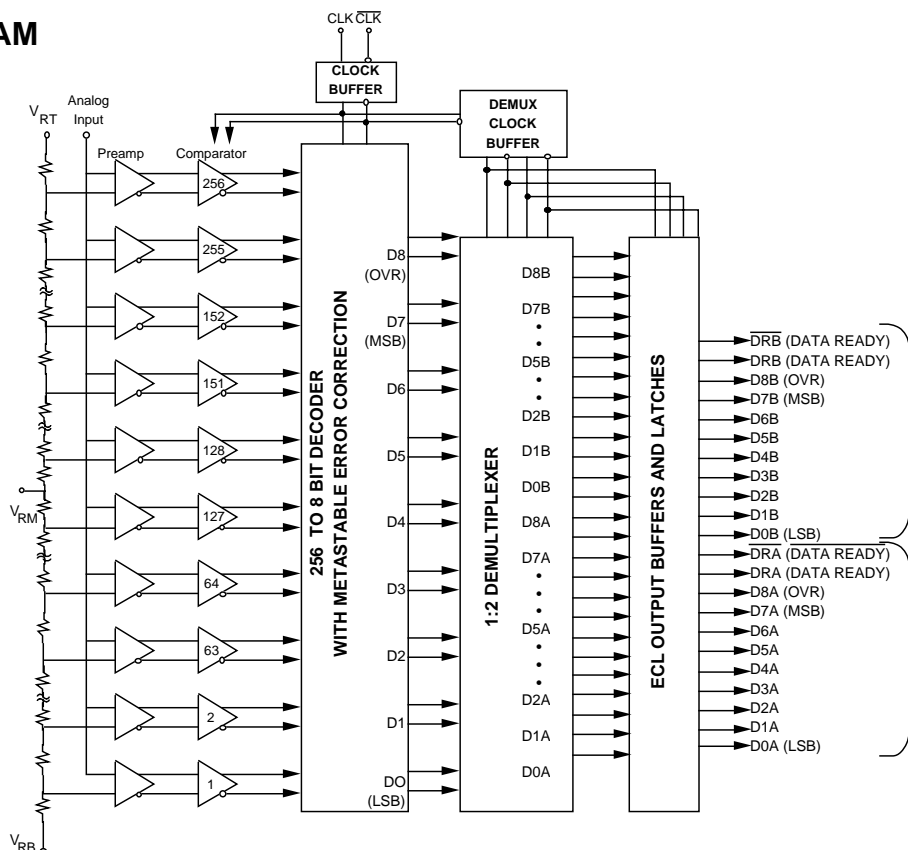 AM
CLK CLK
CLOCK
BUFFER
DEMUX
CLOCK
BUFFER
Analog
Input
VRT
Preamp
Comparator
256
255
152
151
128
127
64
63
2
1
VRM
VRB
256 TO 8 BIT DECODER
WITH METASTABLE ERROR CORRECTION
D8
(OVR)
D7
(MSB)
D6
D5
D4
D3
D2
D1
DO
(LSB)
1:2 DEMULTIPLEXER
D8B
D7B
D5B
D2B
D1B
D0B
D8A
D7A
D5A
D2A
D1A
D0A
ECL OUTPUT BUFFERS AND LATCHES
DRB (DATA READY)
DRB (DATA READY)
D8B (OVR)
D7B (MSB)
D6B
D5B
D4B
D3B
D2B
D1B
D0B (LSB)
DRA (DATA READY)
DRA (DATA READY)
D8A (OVR)
D7A (MSB)
D6A
D5A
D4A
D3A
D2A
D1A
D0A (LSB)